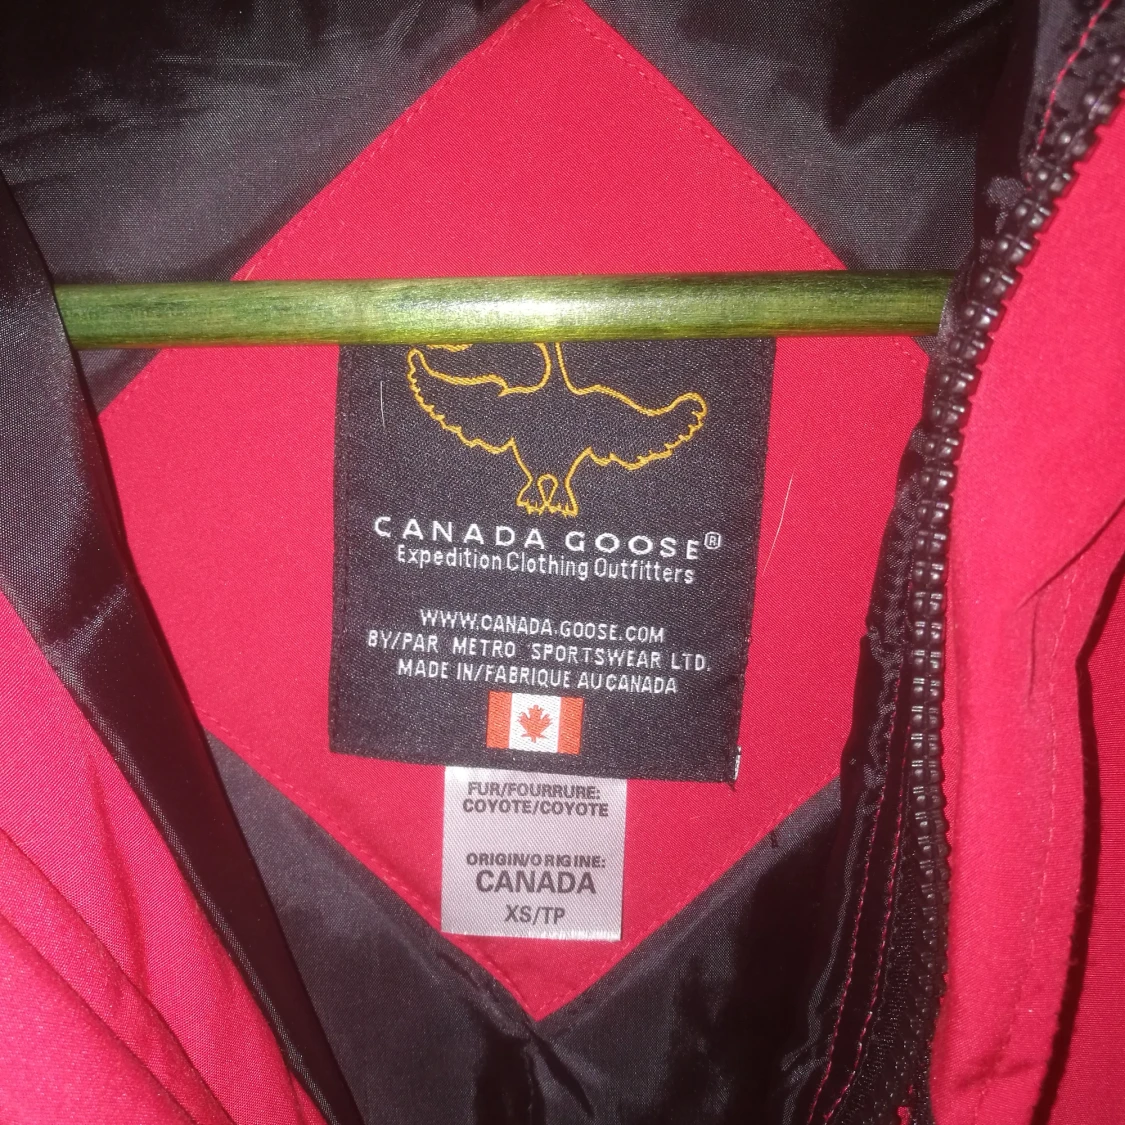 CANADA GOOSE®
Expedition Clothing Outfitters
WWW.CANADA.GOOSE.COM
BY/PAR METRO SPORTSWEAR LTD.
MADE IN/FABRIQUE AU CANADA
FUR/FOURRURE:
COYOTE/COYOTE
ORIGIN/ORIGINE:
CANADA
XS/TP